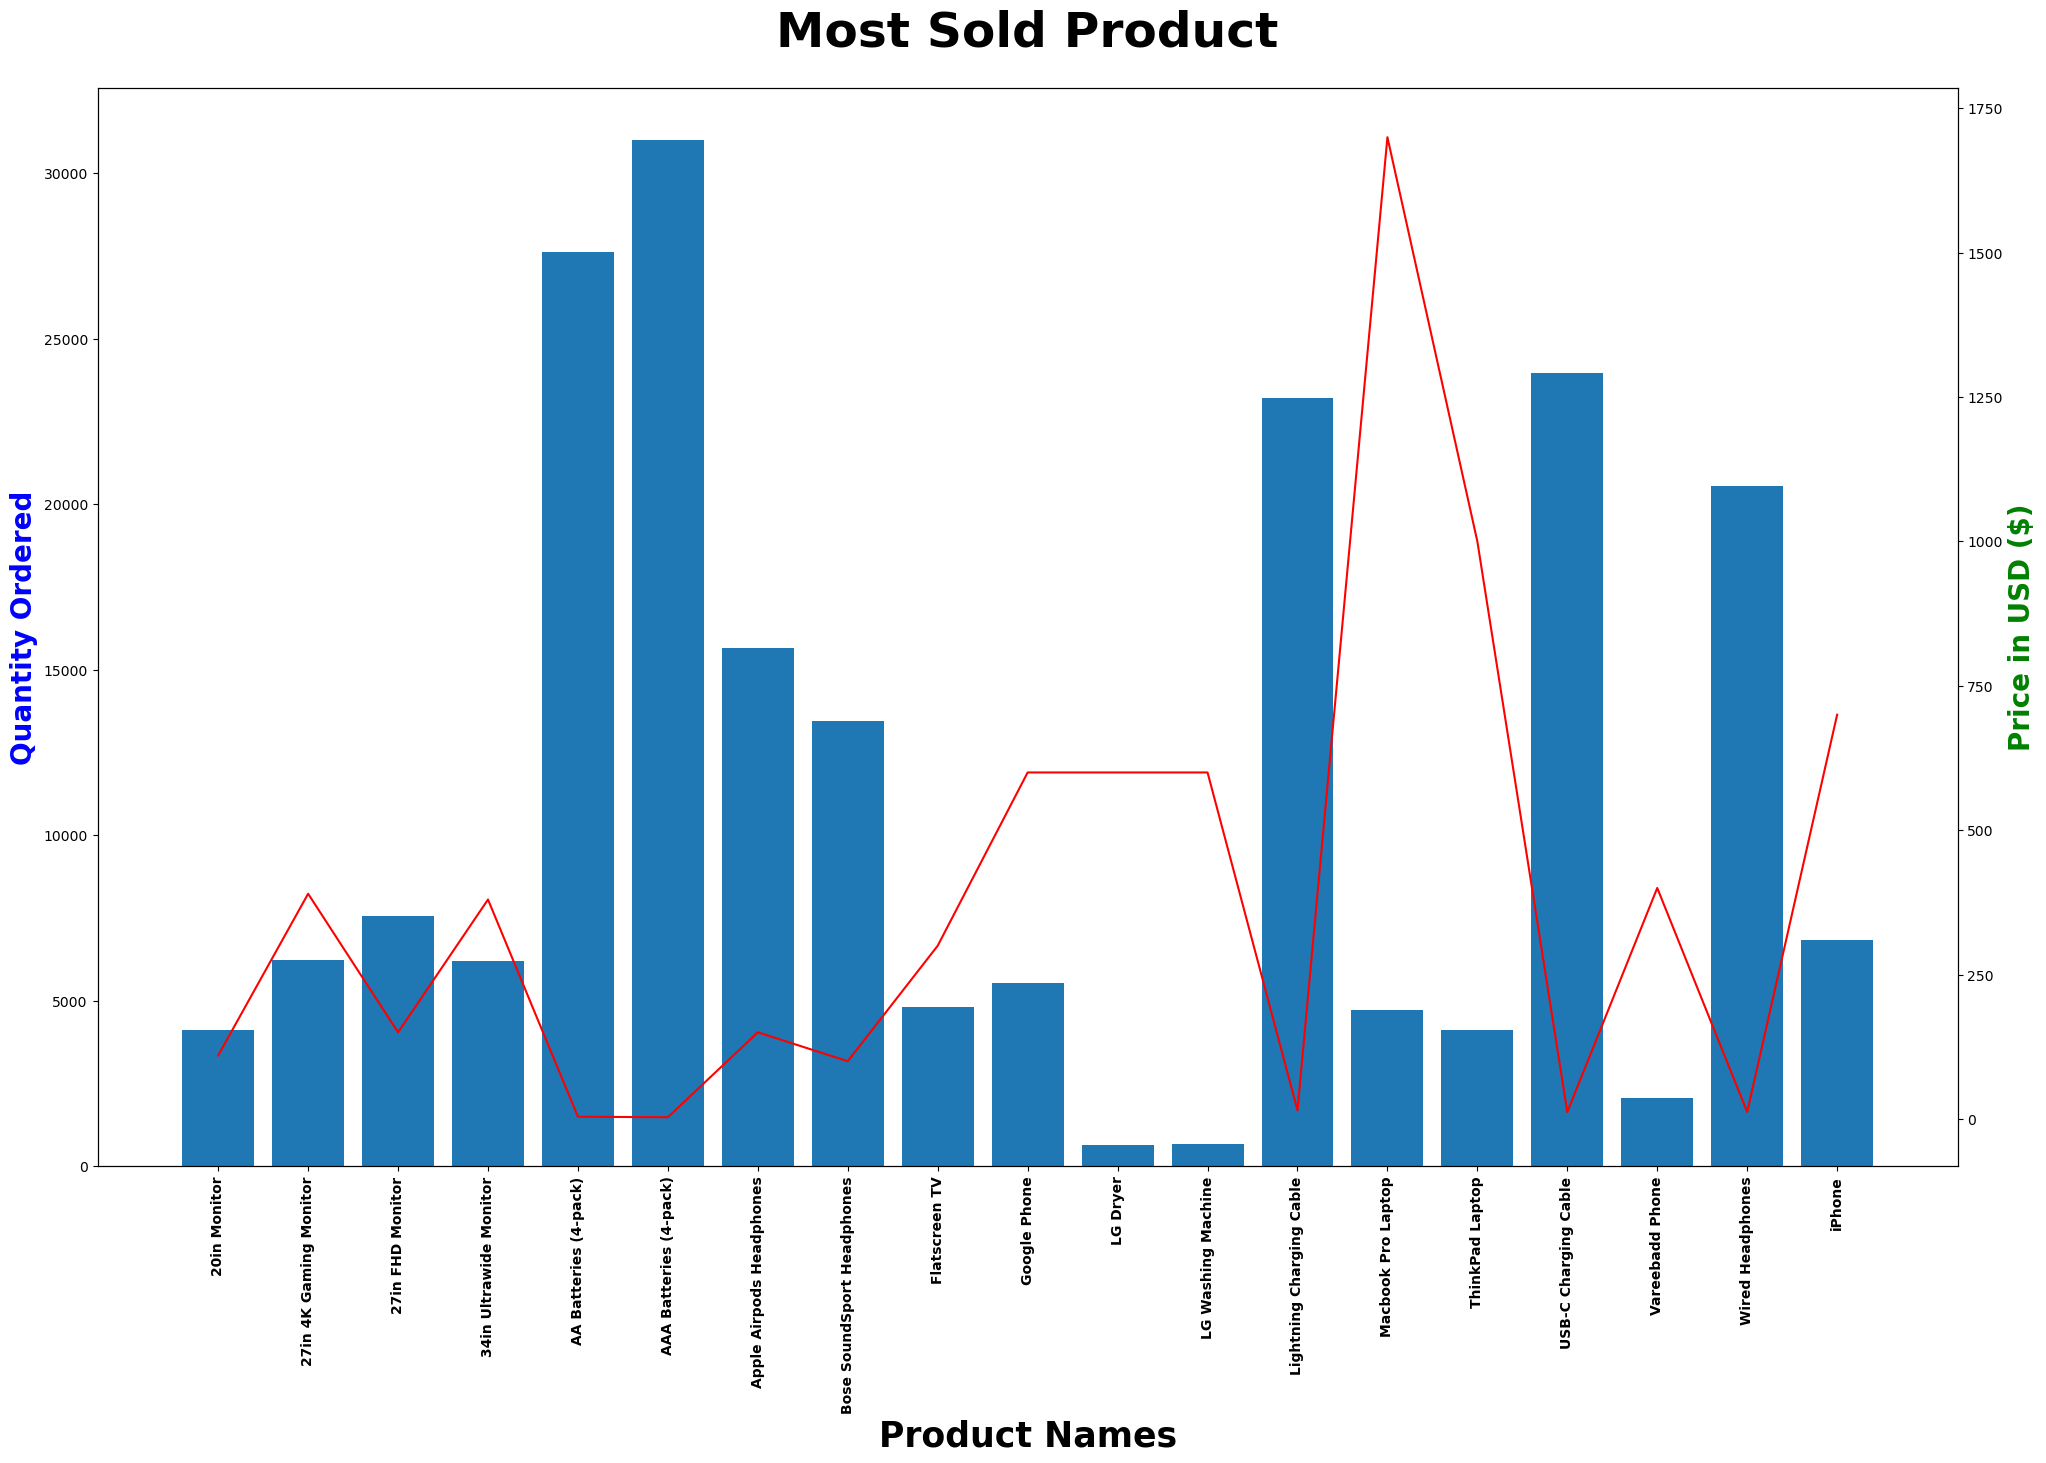 Most Sold Product
Quantity Ordered
30000
25000
20000
15000
10000
5000
0
1750
1500
1250
1000
750
500
250
0
Price in USD ($)
20in Monitor
27in 4K Gaming Monitor
27in FHD Monitor
34in Ultrawide Monitor
AA Batteries (4-pack)
AAA Batteries (4-pack)
Apple Airpods Headphones
Bose SoundSport Headphones
Flatscreen TV
Google Phone
LG Dryer
LG Washing Machine
Lightning Charging Cable
Macbook Pro Laptop
ThinkPad Laptop
USB-C Charging Cable
Vareebadd Phone
Wired Headphones
iPhone
Product Names